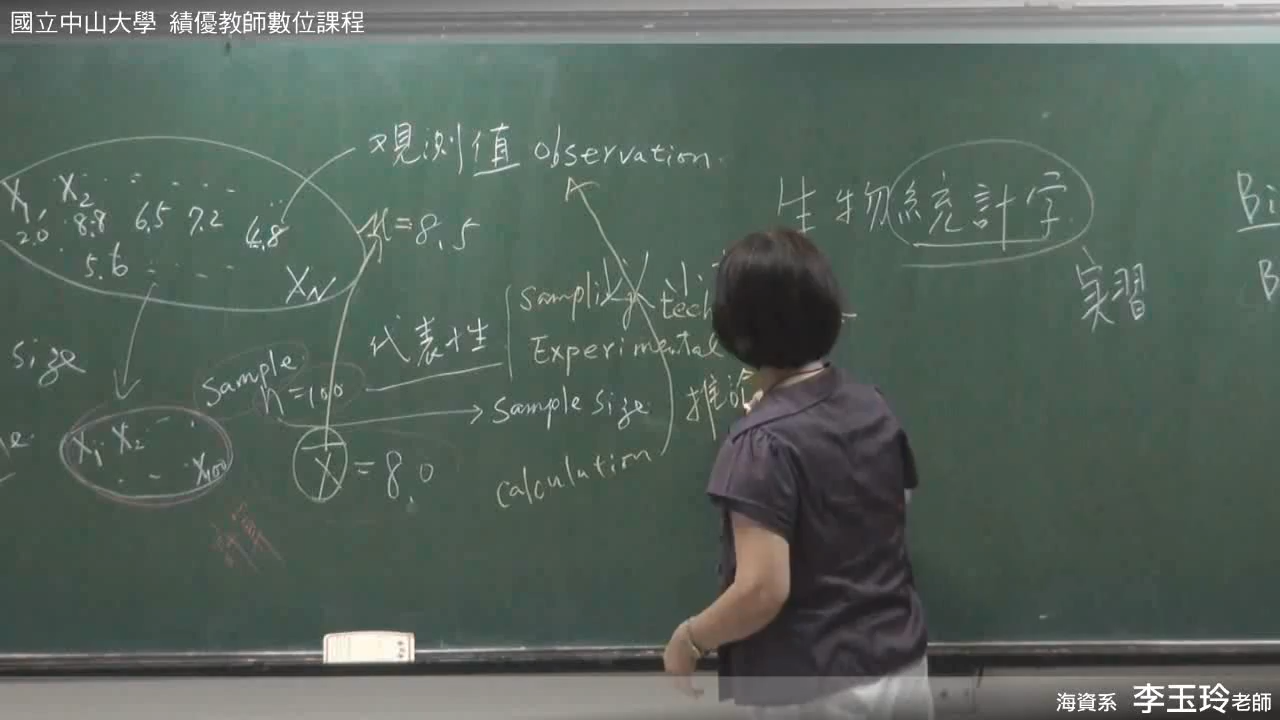 國立中山大學 績優教師數位課程
觀測值 observation
X1 X2
2.0 8.8 6.5 7.2 6.8
5.6
XN
μ=8.5
生物統計字
實習
Bi
B
size
代表性
sampling
Experimental
sample
n=100
sample size
推論
X1 X2
X100
X̄=8.0
calculation
海資系 李玉玲老師